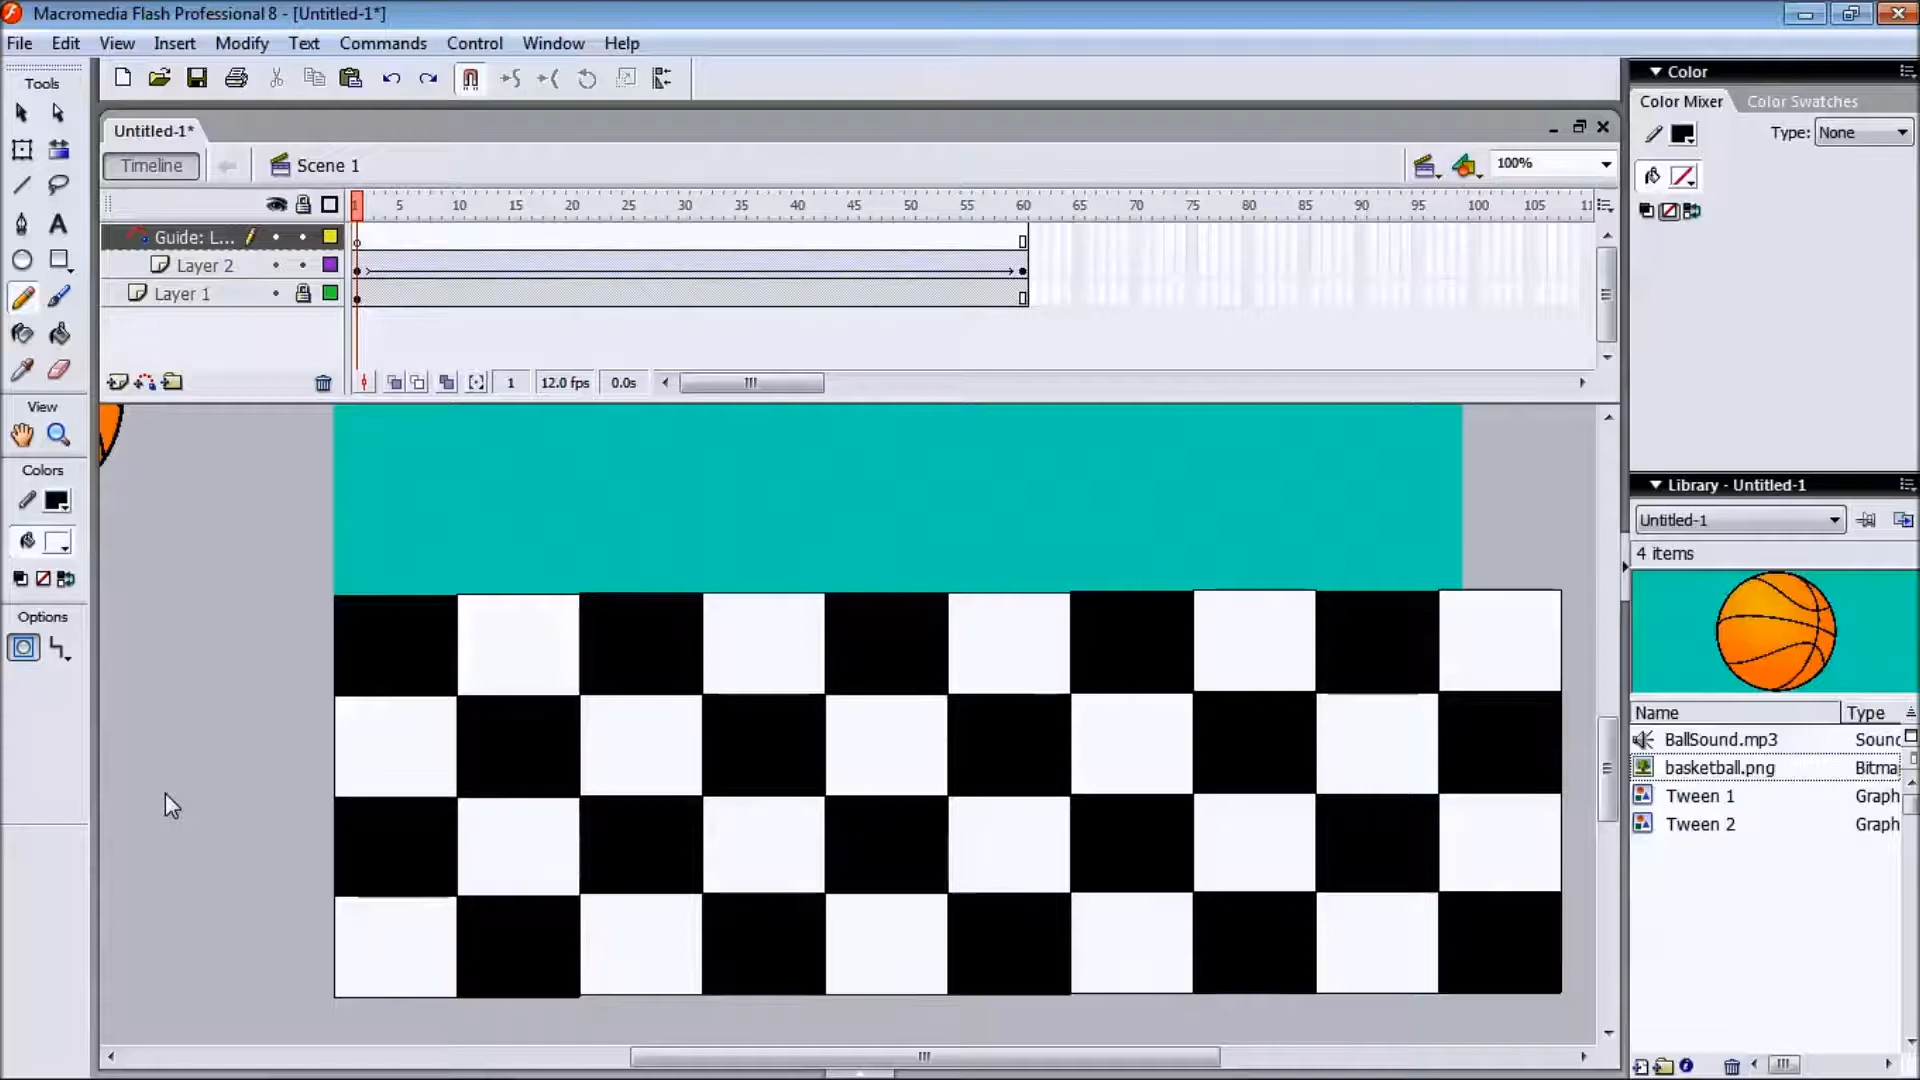 Macromedia Flash Professional 8 - [Untitled-1*]
File Edit View Insert Modify Text Commands Control Window Help
Tools
Untitled-1*
Timeline
Scene 1
100%
1 5 10 15 20 25 30 35 40 45 50 55 60 65 70 75 80 85 90 95 100 105 11
Guide: L...
Layer 2
Layer 1
1 12.0 fps 0.0s
View
Colors
Options
Color
Color Mixer Color Swatches
Type: None
Library - Untitled-1
Untitled-1
4 items
Name Type
BallSound.mp3 Sound
basketball.png Bitma
Tween 1 Graph
Tween 2 Graph